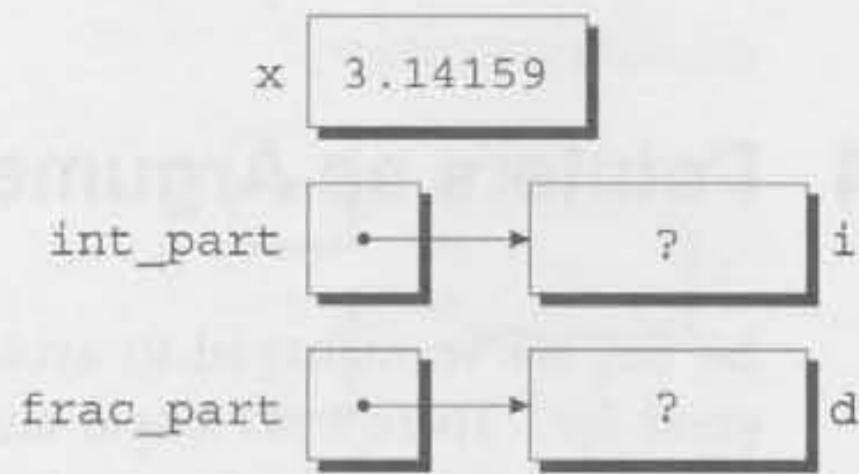 x 3.14159
int_part ? i
frac_part ? d